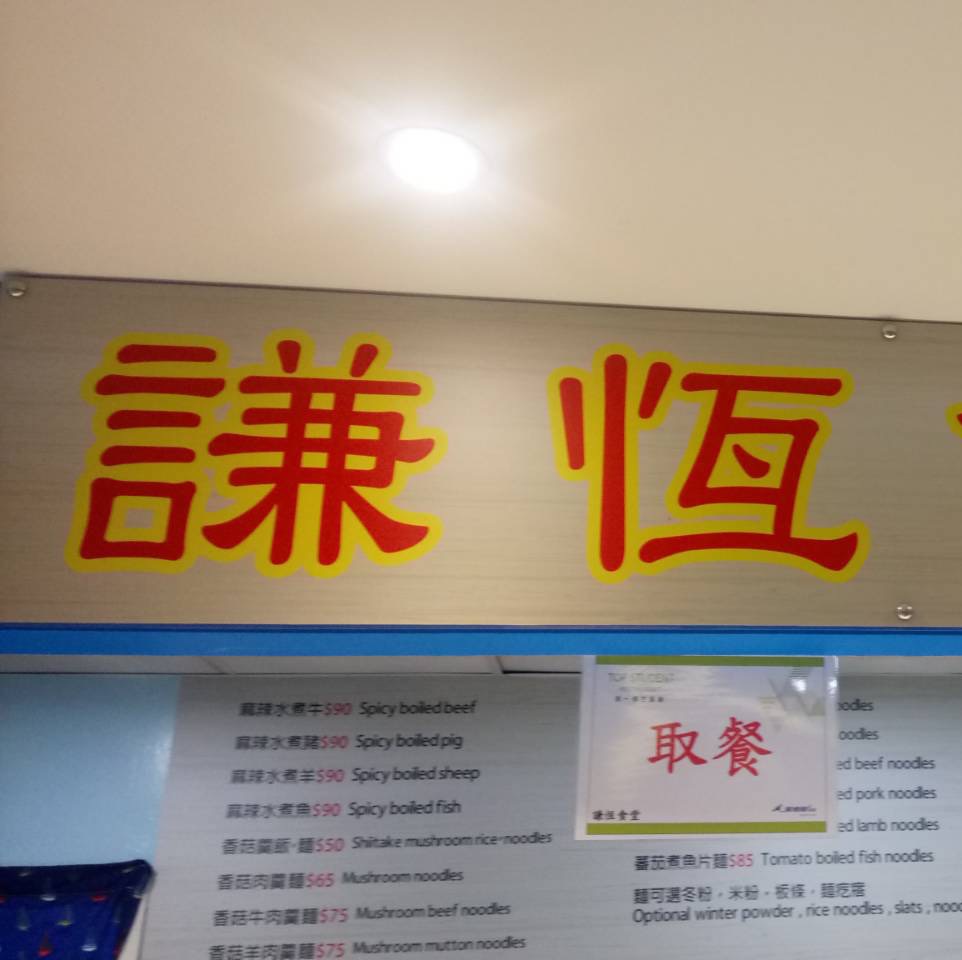 謙恆
麻辣水煮牛$90 Spicy boiled beef
麻辣水煮豬$90 Spicy boiled pig
麻辣水煮羊$90 Spicy boiled sheep
麻辣水煮魚$90 Spicy boiled fish
香菇羹飯·麵$50 Shiitake mushroom rice·noodles
香菇肉羹麵$65 Mushroom noodles
香菇牛肉羹麵$75 Mushroom beef noodles
香菇羊肉羹麵$75 Mushroom mutton noodles
TOP STUDENT
取餐
謙恆食堂
oodles
oodles
ed beef noodles
ed pork noodles
ed lamb noodles
蕃茄煮魚片麵$85 Tomato boiled fish noodles
麵可選冬粉，米粉，板條，麵疙瘩
Optional winter powder , rice noodles , slats , nood